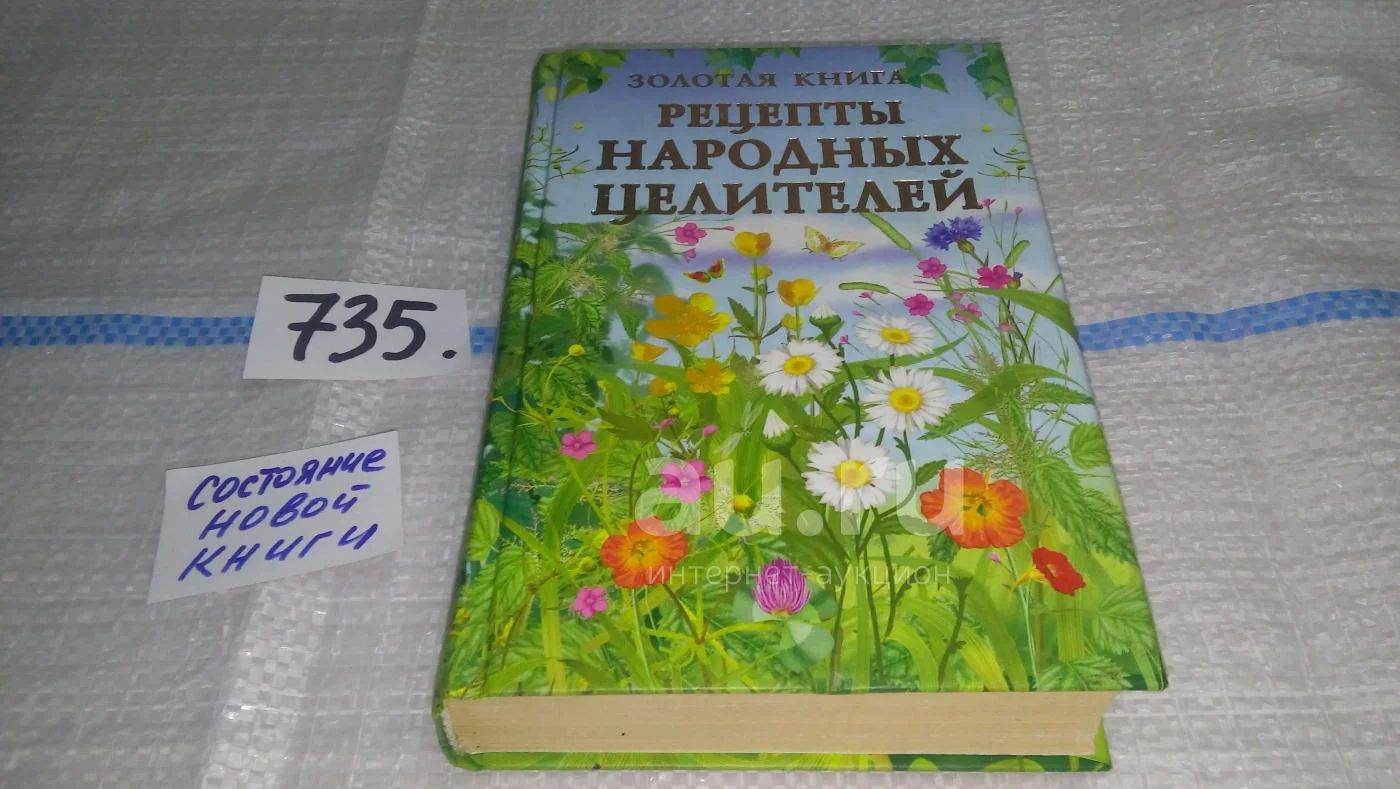 ЗОЛОТАЯ КНИГА
РЕЦЕПТЫ
НАРОДНЫХ
ЦЕЛИТЕЛЕЙ
735.
СОСТОЯНИЕ
НОВОЙ
КНИГИ
au.ru
интернет-аукцион